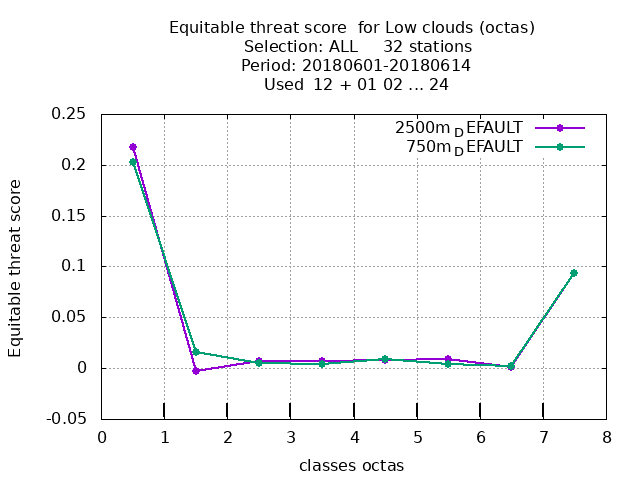 Equitable threat score  for Low clouds (octas)
Selection: ALL     32 stations
Period: 20180601-20180614
Used  12 + 01 02 ... 24
0.25
0.2
0.15
0.1
0.05
0
-0.05
Equitable threat score
2500m_DEFAULT
750m_DEFAULT
0 1 2 3 4 5 6 7 8
classes octas